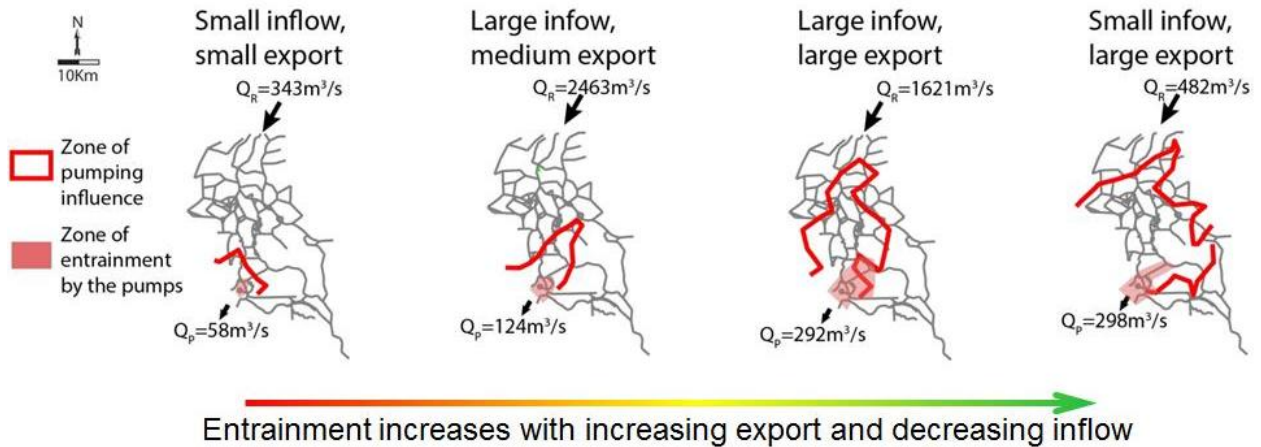 N
10Km
Zone of
pumping
influence
Zone of
entrainment
by the pumps
Small inflow,
small export
Q_R=343m³/s
Q_P=58m³/s
Large infow,
medium export
Q_R=2463m³/s
Q_P=124m³/s
Large infow,
large export
Q_R=1621m³/s
Q_P=292m³/s
Small inflow,
large export
Q_R=482m³/s
Q_P=298m³/s
Entrainment increases with increasing export and decreasing inflow